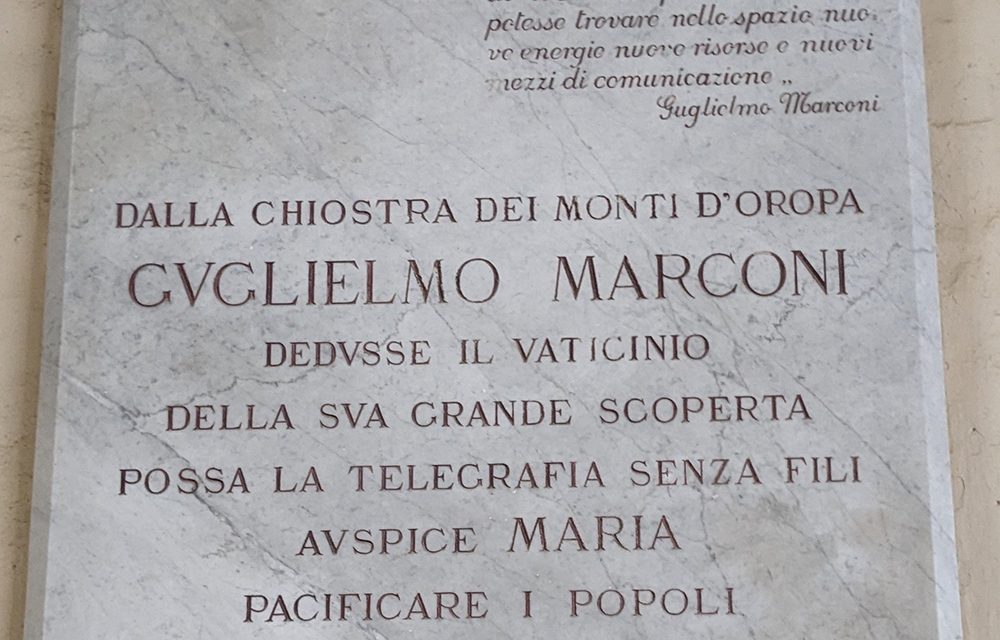 potesse trovare nello spazio nuo-
ve energie nuove risorse e nuovi
mezzi di comunicazione „
Guglielmo Marconi
DALLA CHIOSTRA DEI MONTI D'OROPA
GVGLIELMO MARCONI
DEDVSSE IL VATICINIO
DELLA SVA GRANDE SCOPERTA
POSSA LA TELEGRAFIA SENZA FILI
AVSPICE MARIA
PACIFICARE I POPOLI